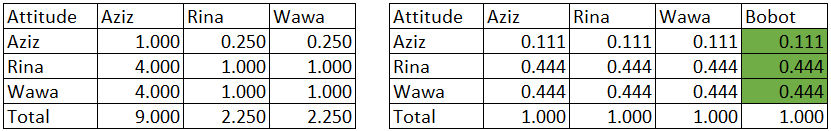 Attitude Aziz Rina Wawa
Aziz 1.000 0.250 0.250
Rina 4.000 1.000 1.000
Wawa 4.000 1.000 1.000
Total 9.000 2.250 2.250
Attitude Aziz Rina Wawa Bobot
Aziz 0.111 0.111 0.111 0.111
Rina 0.444 0.444 0.444 0.444
Wawa 0.444 0.444 0.444 0.444
Total 1.000 1.000 1.000 1.000